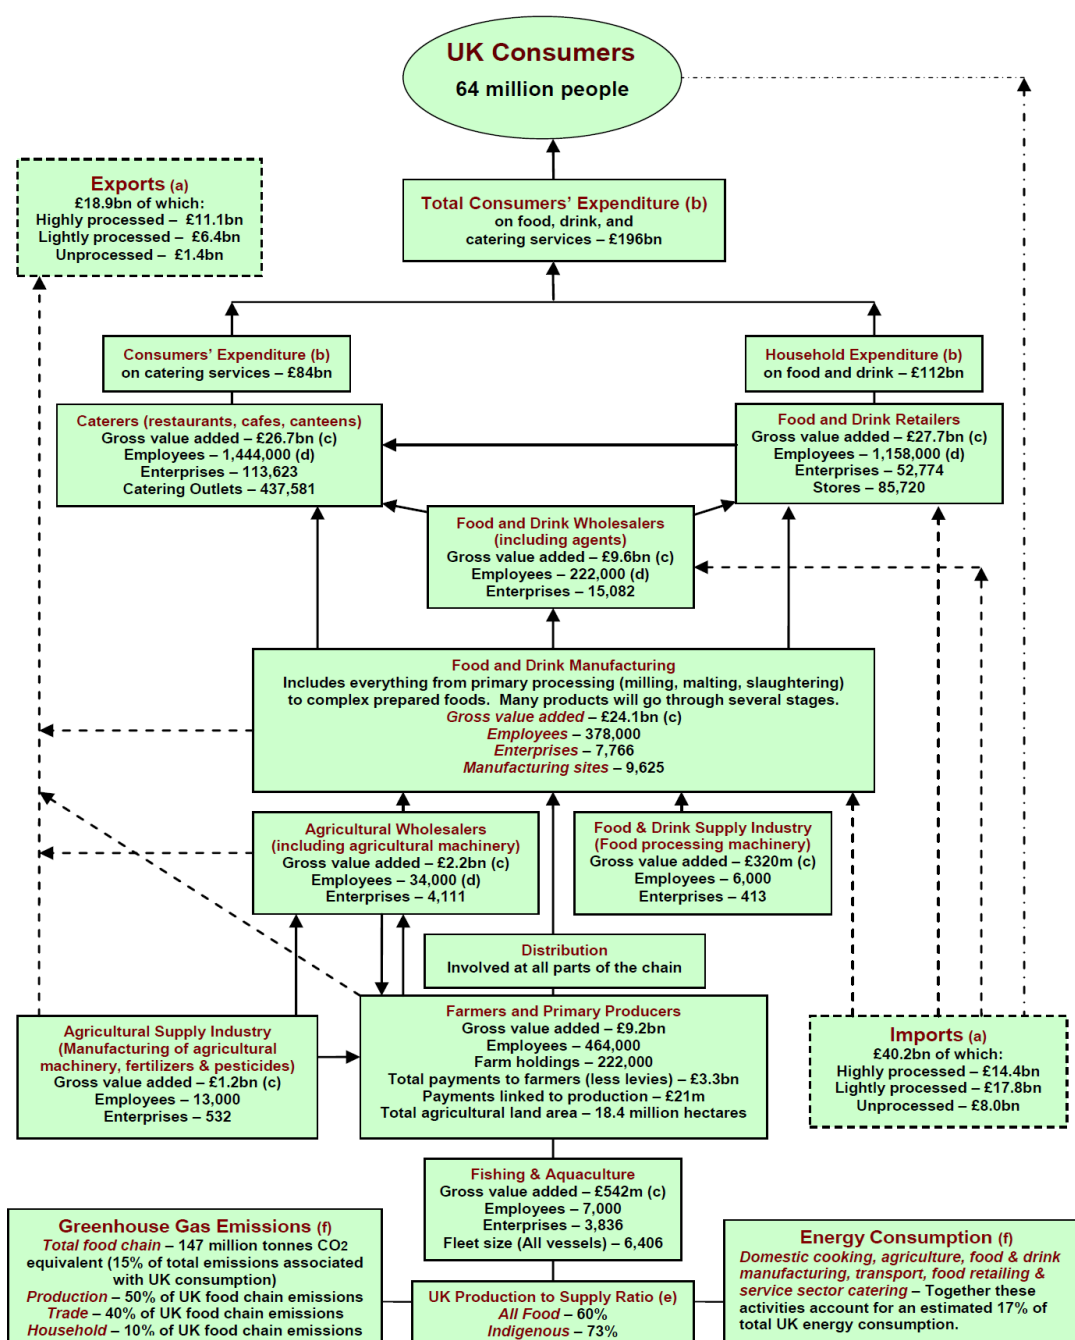 UK Consumers
64 million people
Exports (a)
£18.9bn of which:
Highly processed – £11.1bn
Lightly processed – £6.4bn
Unprocessed – £1.4bn
Total Consumers’ Expenditure (b)
on food, drink, and
catering services – £196bn
Consumers’ Expenditure (b)
on catering services – £84bn
Household Expenditure (b)
on food and drink – £112bn
Caterers (restaurants, cafes, canteens)
Gross value added – £26.7bn (c)
Employees – 1,444,000 (d)
Enterprises – 113,623
Catering Outlets – 437,581
Food and Drink Retailers
Gross value added – £27.7bn (c)
Employees – 1,158,000 (d)
Enterprises – 52,774
Stores – 85,720
Food and Drink Wholesalers
(including agents)
Gross value added – £9.6bn (c)
Employees – 222,000 (d)
Enterprises – 15,082
Food and Drink Manufacturing
Includes everything from primary processing (milling, malting, slaughtering)
to complex prepared foods. Many products will go through several stages.
Gross value added – £24.1bn (c)
Employees – 378,000
Enterprises – 7,766
Manufacturing sites – 9,625
Agricultural Wholesalers
(including agricultural machinery)
Gross value added – £2.2bn (c)
Employees – 34,000 (d)
Enterprises – 4,111
Food & Drink Supply Industry
(Food processing machinery)
Gross value added – £320m (c)
Employees – 6,000
Enterprises – 413
Distribution
Involved at all parts of the chain
Agricultural Supply Industry
(Manufacturing of agricultural
machinery, fertilizers & pesticides)
Gross value added – £1.2bn (c)
Employees – 13,000
Enterprises – 532
Farmers and Primary Producers
Gross value added – £9.2bn
Employees – 464,000
Farm holdings – 222,000
Total payments to farmers (less levies) – £3.3bn
Payments linked to production – £21m
Total agricultural land area – 18.4 million hectares
Imports (a)
£40.2bn of which:
Highly processed – £14.4bn
Lightly processed – £17.8bn
Unprocessed – £8.0bn
Fishing & Aquaculture
Gross value added – £542m (c)
Employees – 7,000
Enterprises – 3,836
Fleet size (All vessels) – 6,406
Greenhouse Gas Emissions (f)
Total food chain – 147 million tonnes CO2
equivalent (15% of total emissions associated
with UK consumption)
Production – 50% of UK food chain emissions
Trade – 40% of UK food chain emissions
Household – 10% of UK food chain emissions
UK Production to Supply Ratio (e)
All Food – 60%
Indigenous – 73%
Energy Consumption (f)
Domestic cooking, agriculture, food & drink
manufacturing, transport, food retailing &
service sector catering – Together these
activities account for an estimated 17% of
total UK energy consumption.